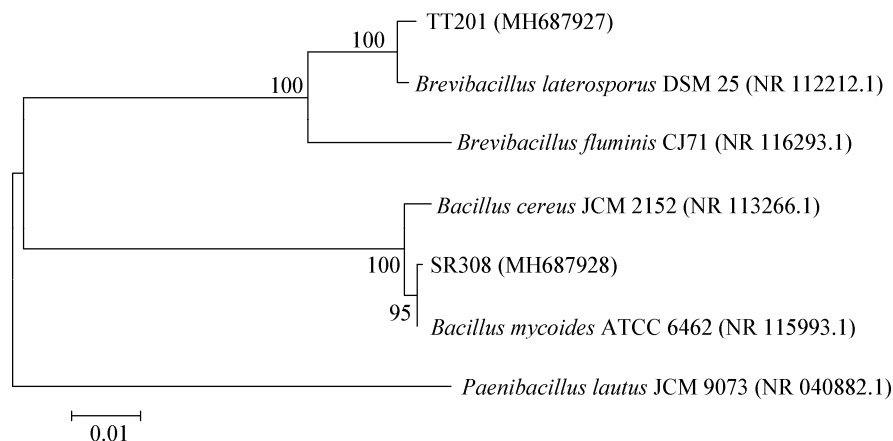 TT201 (MH687927)
100
100
Brevibacillus laterosporus DSM 25 (NR 112212.1)
Brevibacillus fluminis CJ71 (NR 116293.1)
Bacillus cereus JCM 2152 (NR 113266.1)
100
SR308 (MH687928)
95
Bacillus mycoides ATCC 6462 (NR 115993.1)
Paenibacillus lautus JCM 9073 (NR 040882.1)
0.01